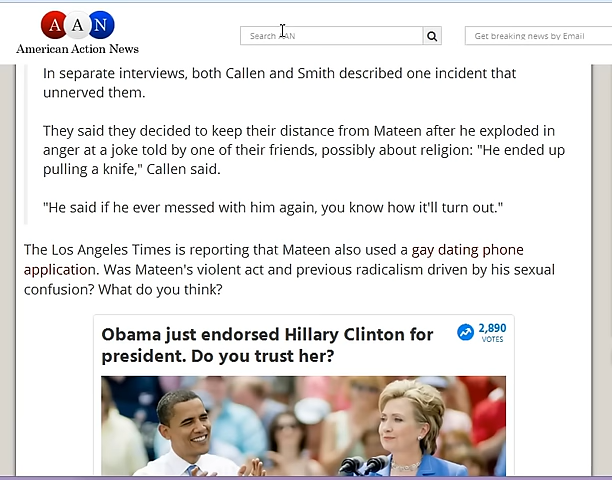 A A N
American Action News
Search AAN
Get breaking news by Email
In separate interviews, both Callen and Smith described one incident that
unnerved them.
They said they decided to keep their distance from Mateen after he exploded in
anger at a joke told by one of their friends, possibly about religion: "He ended up
pulling a knife," Callen said.
"He said if he ever messed with him again, you know how it'll turn out."
The Los Angeles Times is reporting that Mateen also used a gay dating phone
application. Was Mateen's violent act and previous radicalism driven by his sexual
confusion? What do you think?
Obama just endorsed Hillary Clinton for
president. Do you trust her?
2,890
VOTES